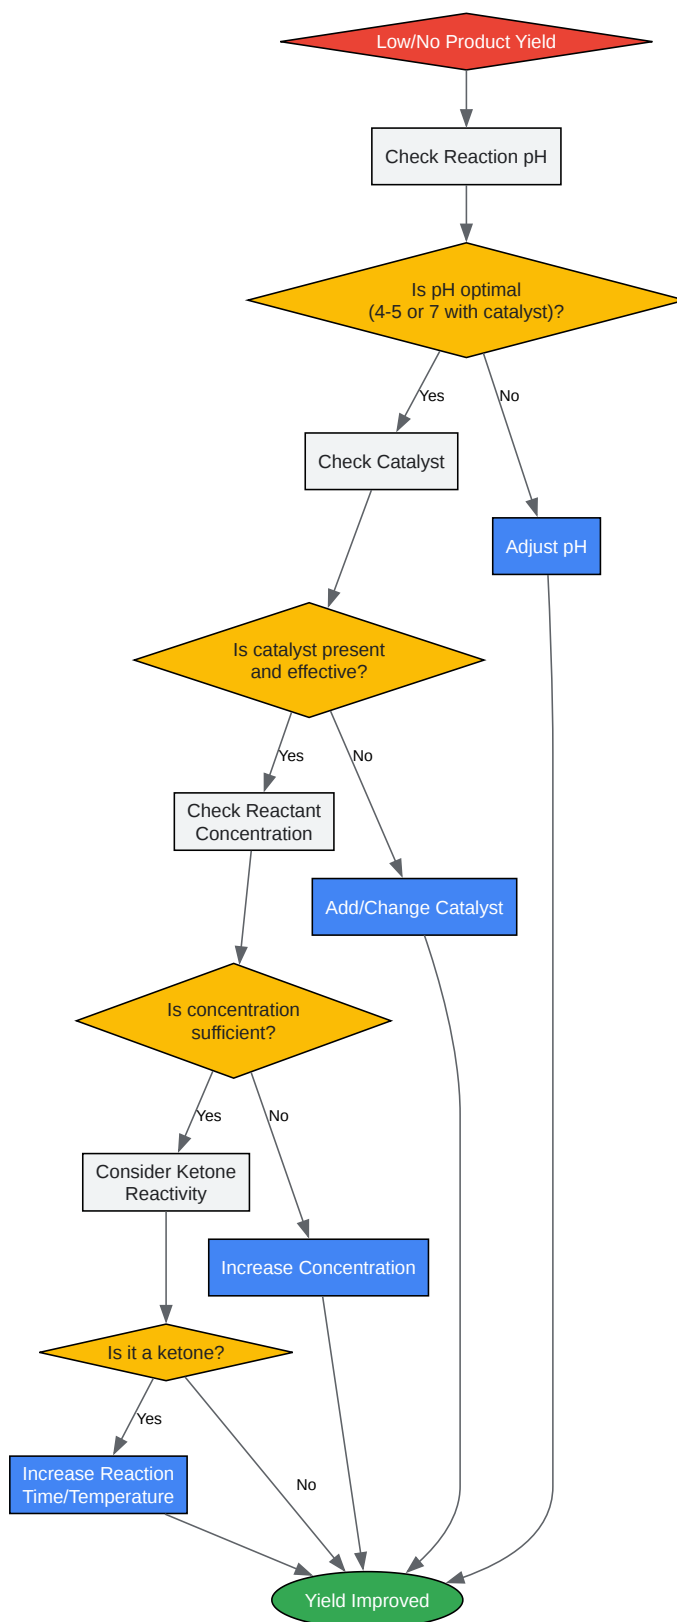 Low/No Product Yield
Check Reaction pH
Is pH optimal
(4-5 or 7 with catalyst)?
Yes
No
Check Catalyst
Adjust pH
Is catalyst present
and effective?
Yes
No
Check Reactant
Concentration
Add/Change Catalyst
Is concentration
sufficient?
Yes
No
Consider Ketone
Reactivity
Increase Concentration
Is it a ketone?
Yes
No
Increase Reaction
Time/Temperature
Yield Improved